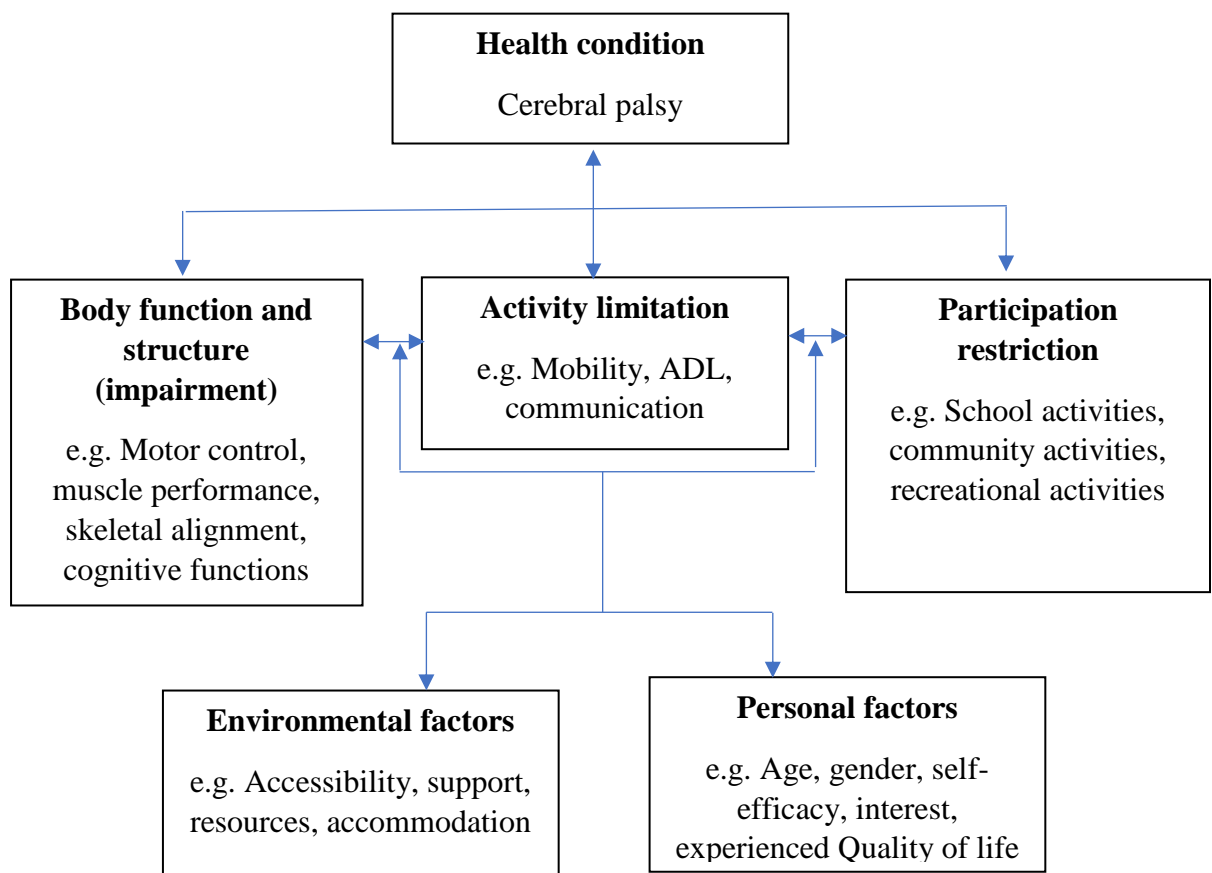 Health condition
Cerebral palsy
Body function and
structure
(impairment)
e.g. Motor control,
muscle performance,
skeletal alignment,
cognitive functions
Activity limitation
e.g. Mobility, ADL,
communication
Participation
restriction
e.g. School activities,
community activities,
recreational activities
Environmental factors
e.g. Accessibility, support,
resources, accommodation
Personal factors
e.g. Age, gender, self-
efficacy, interest,
experienced Quality of life